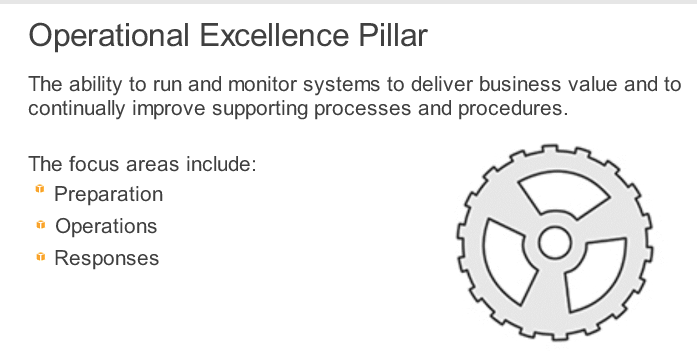 Operational Excellence Pillar
The ability to run and monitor systems to deliver business value and to
continually improve supporting processes and procedures.
The focus areas include:
Preparation
Operations
Responses